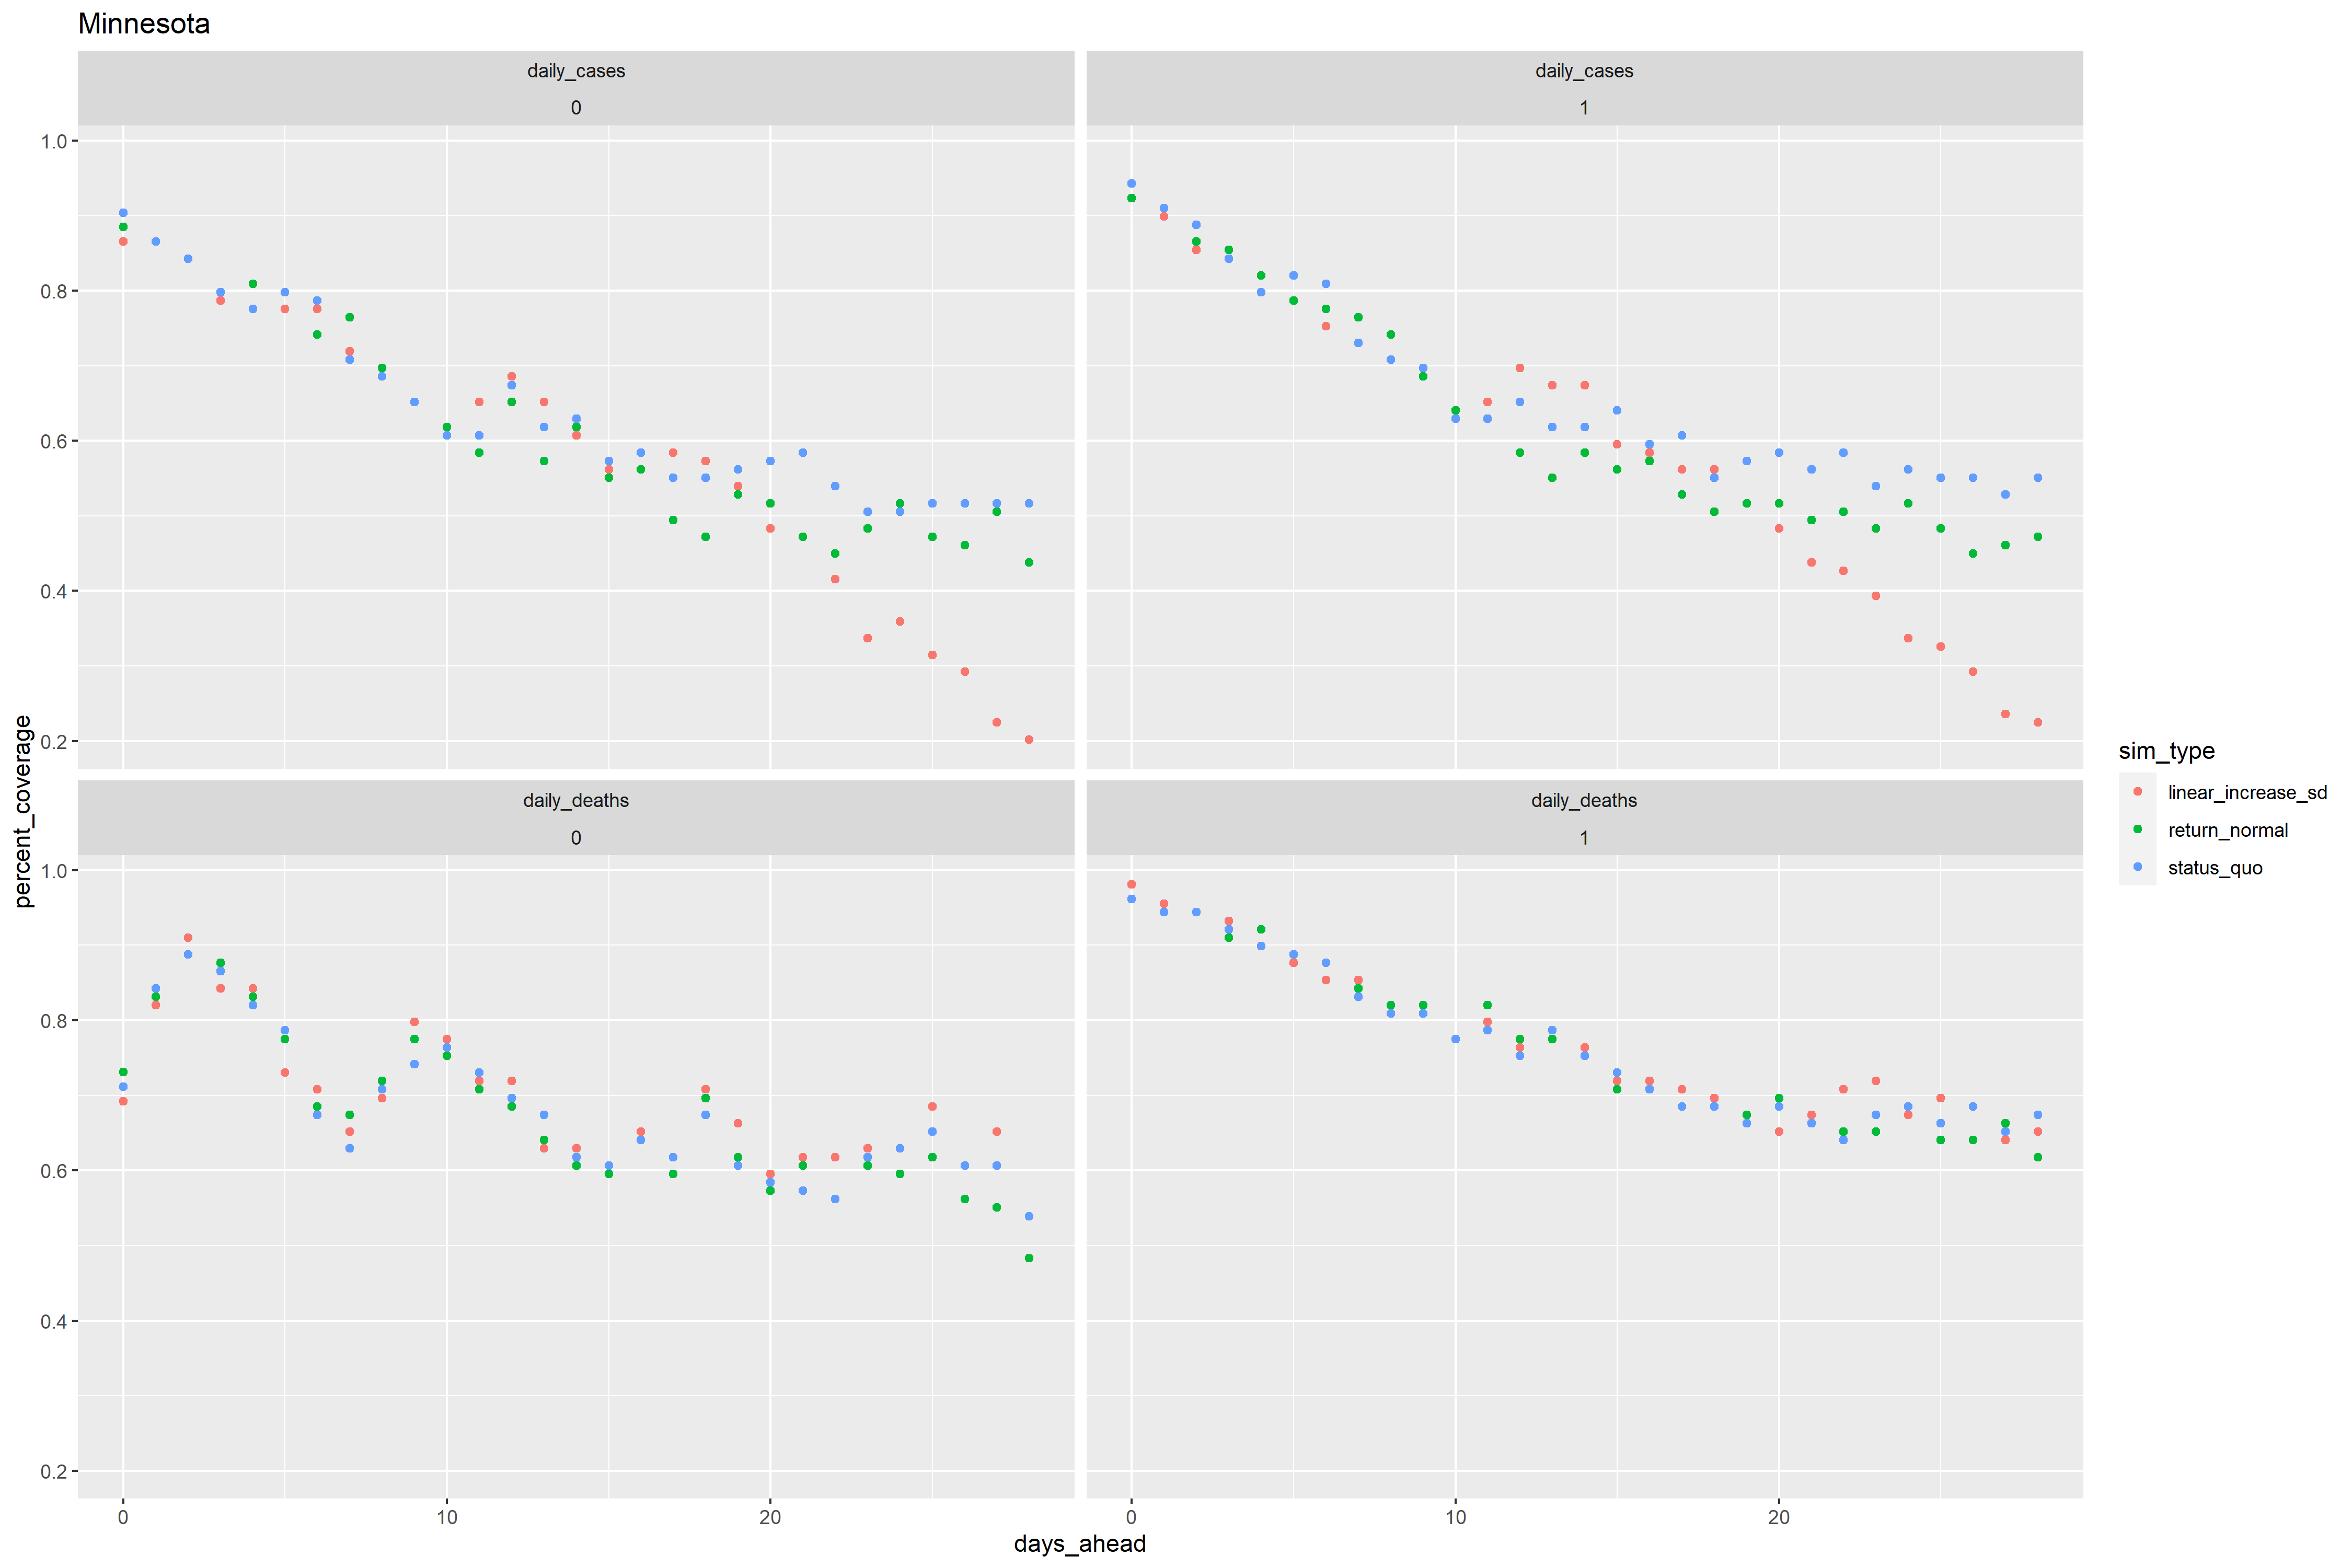 Minnesota
daily_cases
0
daily_cases
1
1.0
0.8
0.6
0.4
0.2
daily_deaths
0
daily_deaths
1
1.0
0.8
0.6
0.4
0.2
0
10
20
0
10
20
days_ahead
percent_coverage
sim_type
linear_increase_sd
return_normal
status_quo